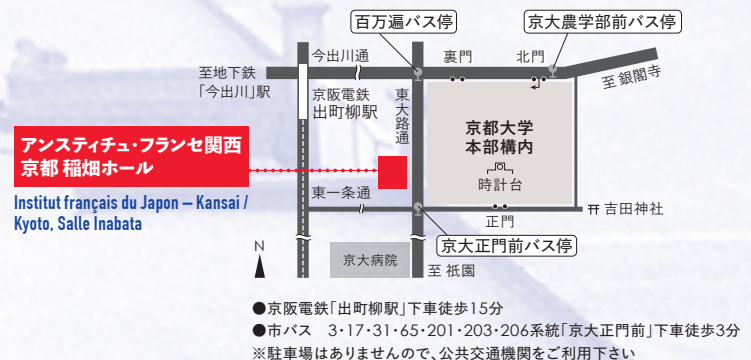 百万遍バス停
京大農学部前バス停
今出川通
裏門
北門
至地下鉄
「今出川」駅
至 銀閣寺
京阪電鉄
出町柳駅
東大路通
京都大学
本部構内
時計台
アンスティチュ・フランセ関西
京都 稲畑ホール
Institut français du Japon – Kansai /
Kyoto, Salle Inabata
東一条通
正門
吉田神社
京大正門前バス停
N
京大病院
至 祇園
●京阪電鉄「出町柳駅」下車徒歩15分
●市バス 3・17・31・65・201・203・206系統「京大正門前」下車徒歩3分
※駐車場はありませんので、公共交通機関をご利用下さい